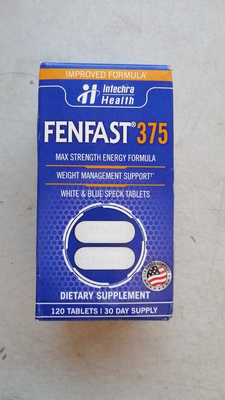 IMPROVED FORMULA*
Intechra
Health
FENFAST® 375
MAX STRENGTH ENERGY FORMULA
WEIGHT MANAGEMENT SUPPORT*
WHITE & BLUE SPECK TABLETS
DIETARY SUPPLEMENT
120 TABLETS | 30 DAY SUPPLY